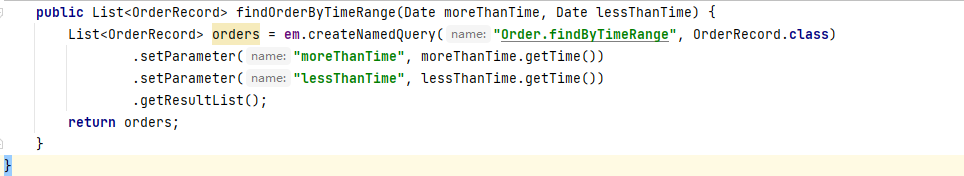 public List<OrderRecord> findOrderByTimeRange(Date moreThanTime, Date lessThanTime) {
List<OrderRecord> orders = em.createNamedQuery( name: "Order.findByTimeRange", OrderRecord.class)
.setParameter( name: "moreThanTime", moreThanTime.getTime())
.setParameter( name: "lessThanTime", lessThanTime.getTime())
.getResultList();
return orders;
}
}